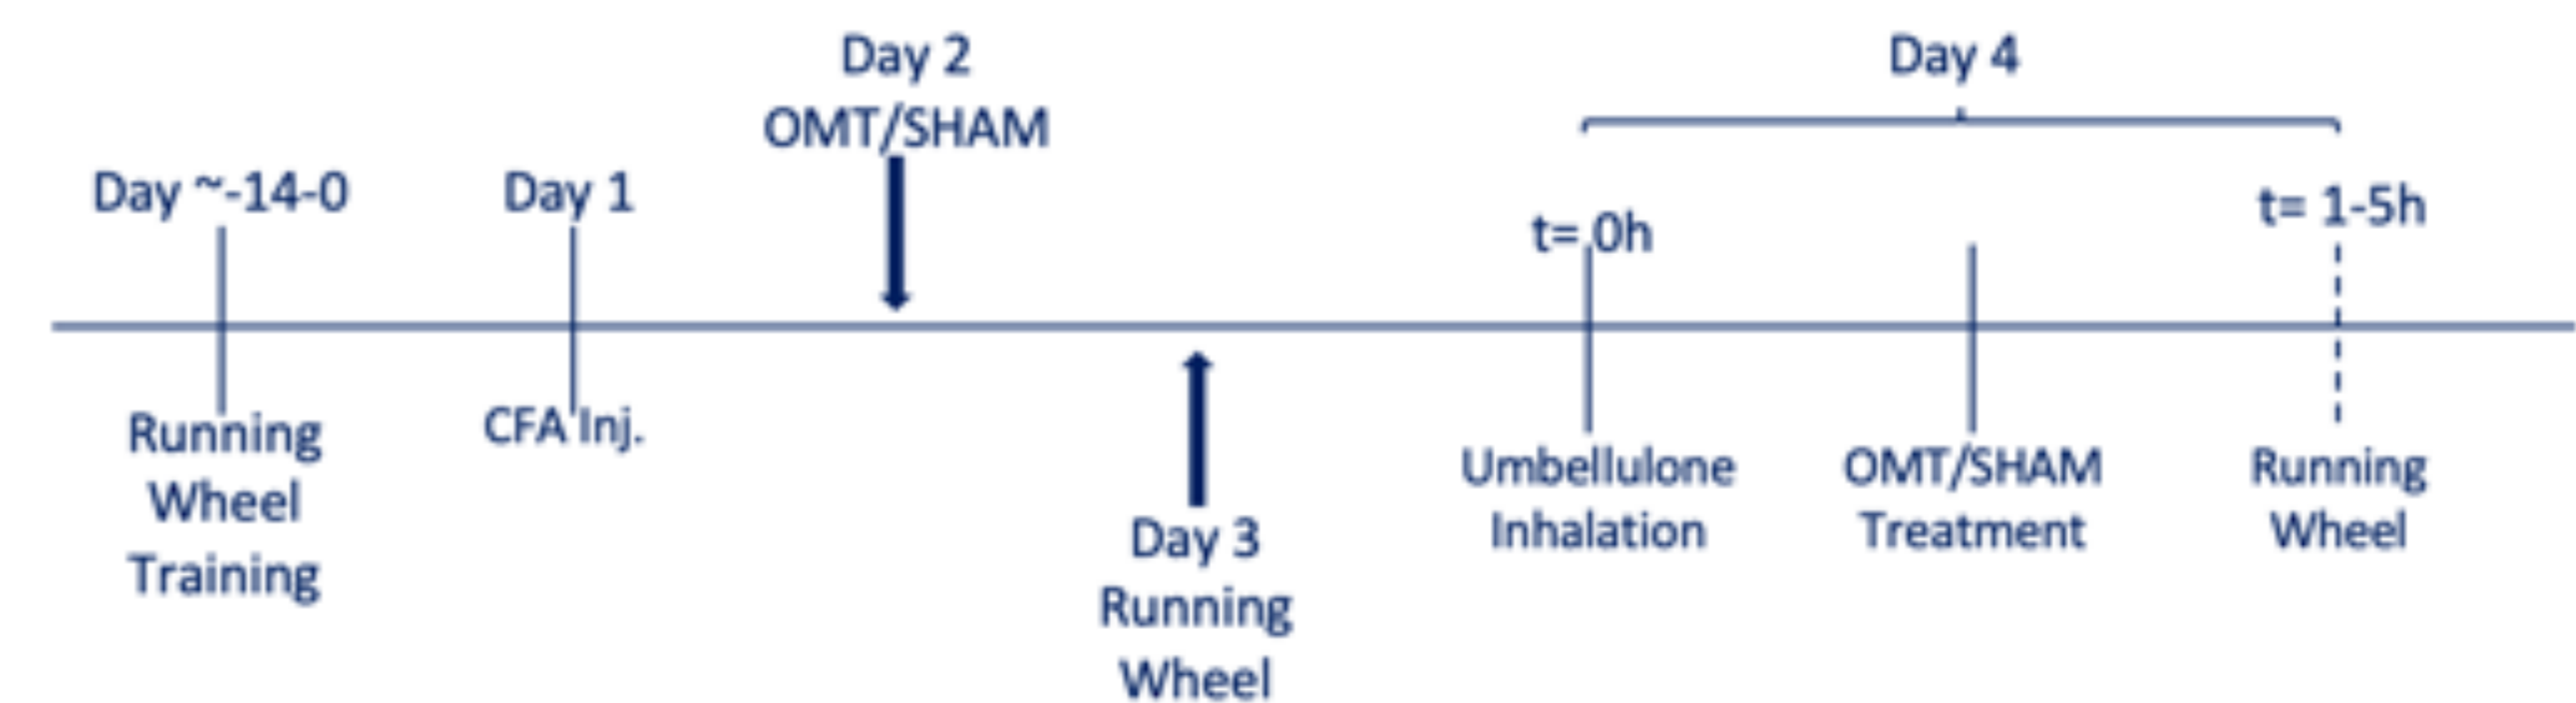 Day ~-14-0
Running
Wheel
Training
Day 1
CFA Inj.
Day 2
OMT/SHAM
Day 3
Running
Wheel
Day 4
t= 0h
Umbellulone
Inhalation
OMT/SHAM
Treatment
t= 1-5h
Running
Wheel